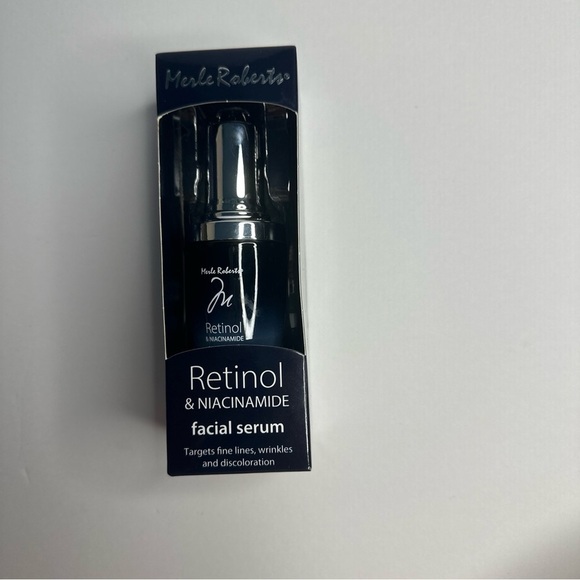 Merle Roberts®
Merle Roberts®
M
Retinol
& NIACINAMIDE
Retinol
& NIACINAMIDE
facial serum
Targets fine lines, wrinkles
and discoloration